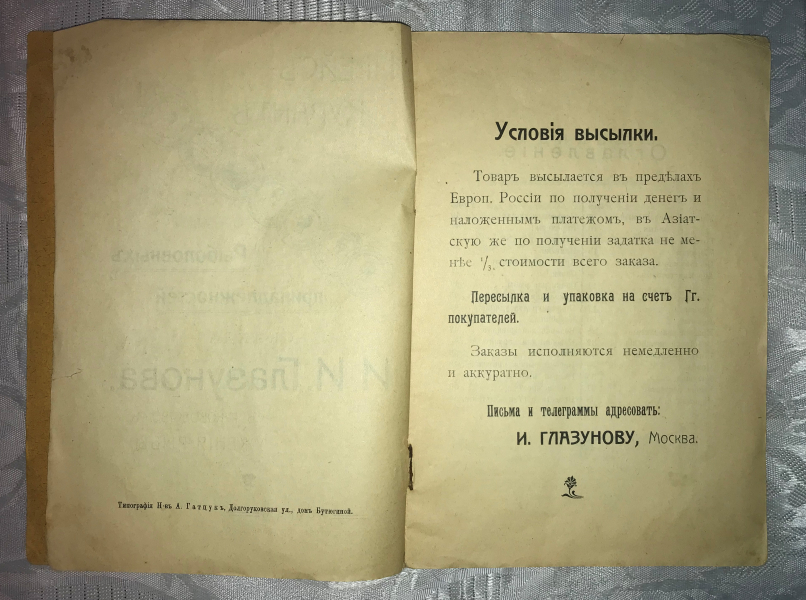 Типографія Н-въ А. Гатцукъ, Долгоруковская ул., домъ Бутюгиной.
Условія высылки.
Товаръ высылается въ предѣлахъ
Европ. Россіи по полученіи денегъ и
наложеннымъ платежомъ, въ Азіат-
скую же по полученіи задатка не ме-
нѣе 1/3. стоимости всего заказа.
Пересылка и упаковка на счетъ Гг.
покупателей.
Заказы исполняются немедленно
и аккуратно.
Письма и телеграммы адресовать:
И. ГЛАЗУНОВУ, Москва.